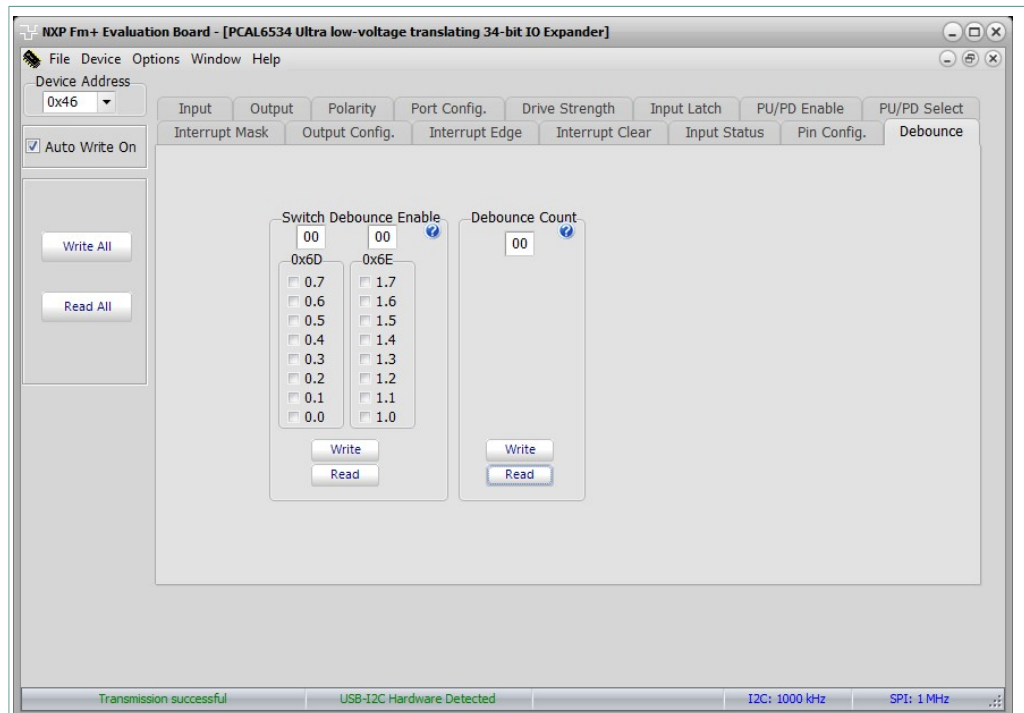 NXP Fm+ Evaluation Board - [PCAL6534 Ultra low-voltage translating 34-bit IO Expander]
File Device Options Window Help
Device Address
0x46
Auto Write On
Write All
Read All
Input Output Polarity Port Config. Drive Strength Input Latch PU/PD Enable PU/PD Select
Interrupt Mask Output Config. Interrupt Edge Interrupt Clear Input Status Pin Config. Debounce
Switch Debounce Enable
00 00
0x6D 0x6E
0.7 1.7
0.6 1.6
0.5 1.5
0.4 1.4
0.3 1.3
0.2 1.2
0.1 1.1
0.0 1.0
Write
Read
Debounce Count
00
Write
Read
Transmission successful USB-I2C Hardware Detected I2C: 1000 kHz SPI: 1 MHz